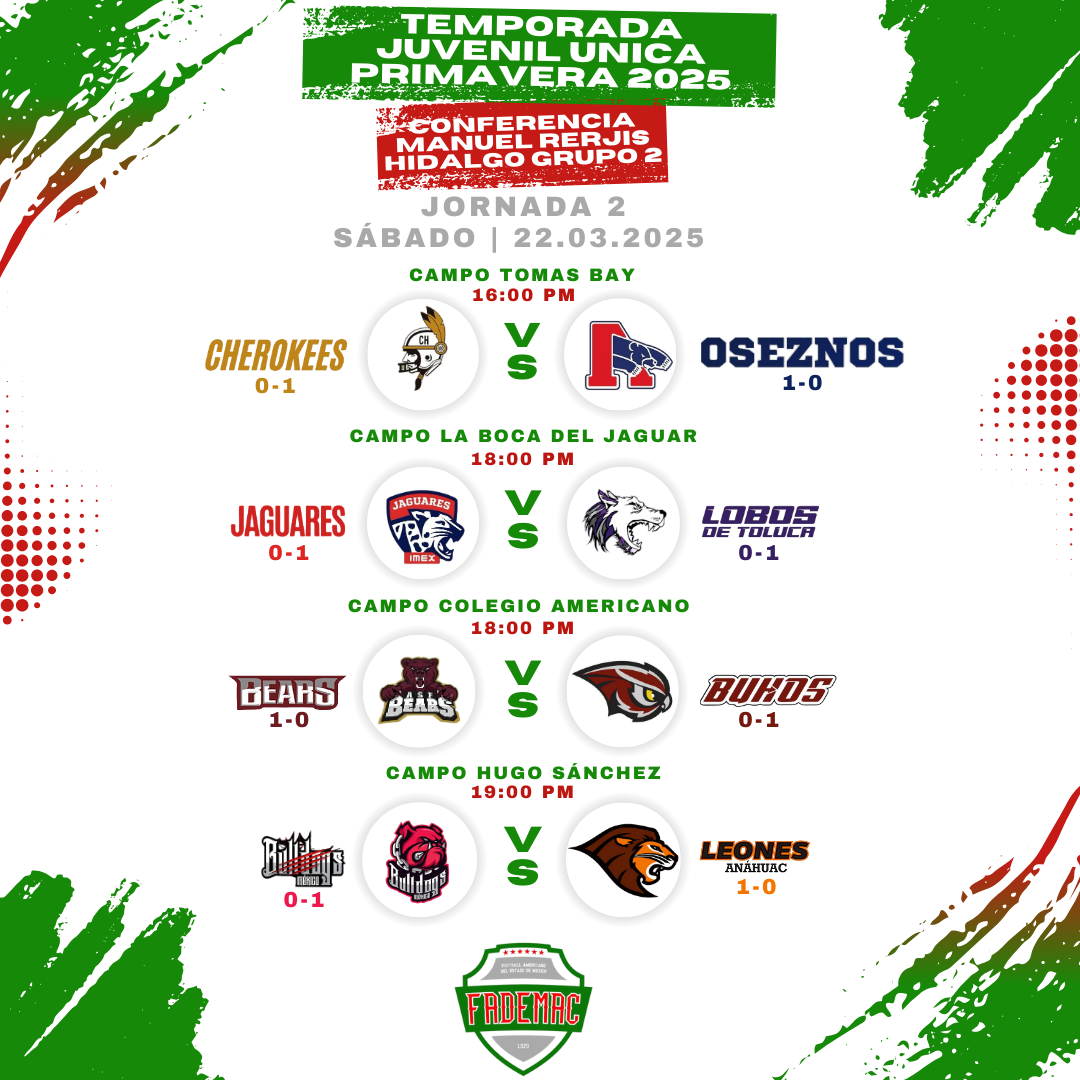 TEMPORADA
JUVENIL UNICA
PRIMAVERA 2025
CONFERENCIA
MANUEL RERJIS
HIDALGO GRUPO 2
JORNADA 2
SÁBADO | 22.03.2025
CAMPO TOMAS BAY
16:00 PM
CHEROKEES
0-1
CH
VS
OSEZNOS
1-0
CAMPO LA BOCA DEL JAGUAR
18:00 PM
JAGUARES
0-1
JAGUARES
IMEX
VS
LOBOS
DE TOLUCA
0-1
CAMPO COLEGIO AMERICANO
18:00 PM
BEARS
1-0
BEARS
VS
BUHOS
0-1
CAMPO HUGO SÁNCHEZ
19:00 PM
Bulldogs
MÉXICO
0-1
Bulldogs
MÉXICO
VS
LEONES
ANÁHUAC
1-0
FOOTBALL AMERICANO
DEL ESTADO DE MEXICO
FADEMAC